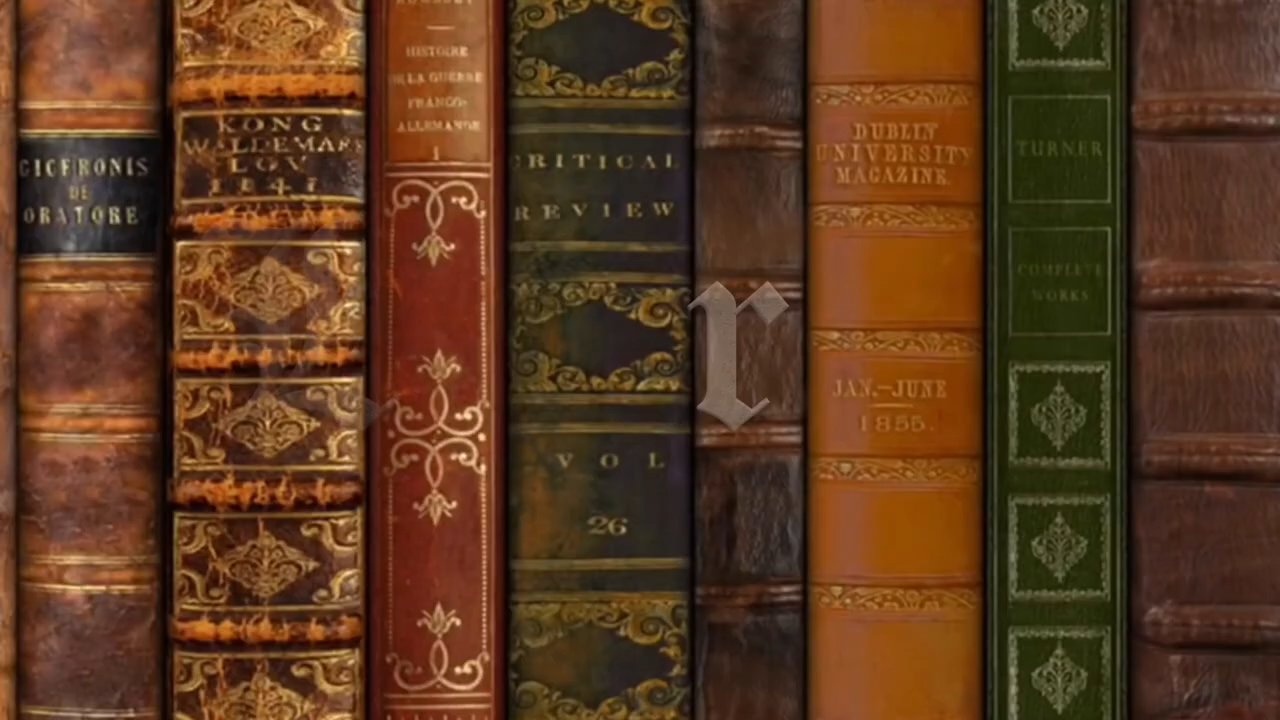 CICERONIS
DE
ORATORE
KONG
WALDEMARS
LOV
1147
HISTOIRE
DE LA GUERRE
FRANCO-
ALLEMANDE
1
CRITICAL
REVIEW
VOL
26
r
DUBLIN
UNIVERSITY
MAGAZINE.
JAN.–JUNE
1855.
TURNER
COMPLETE
WORKS